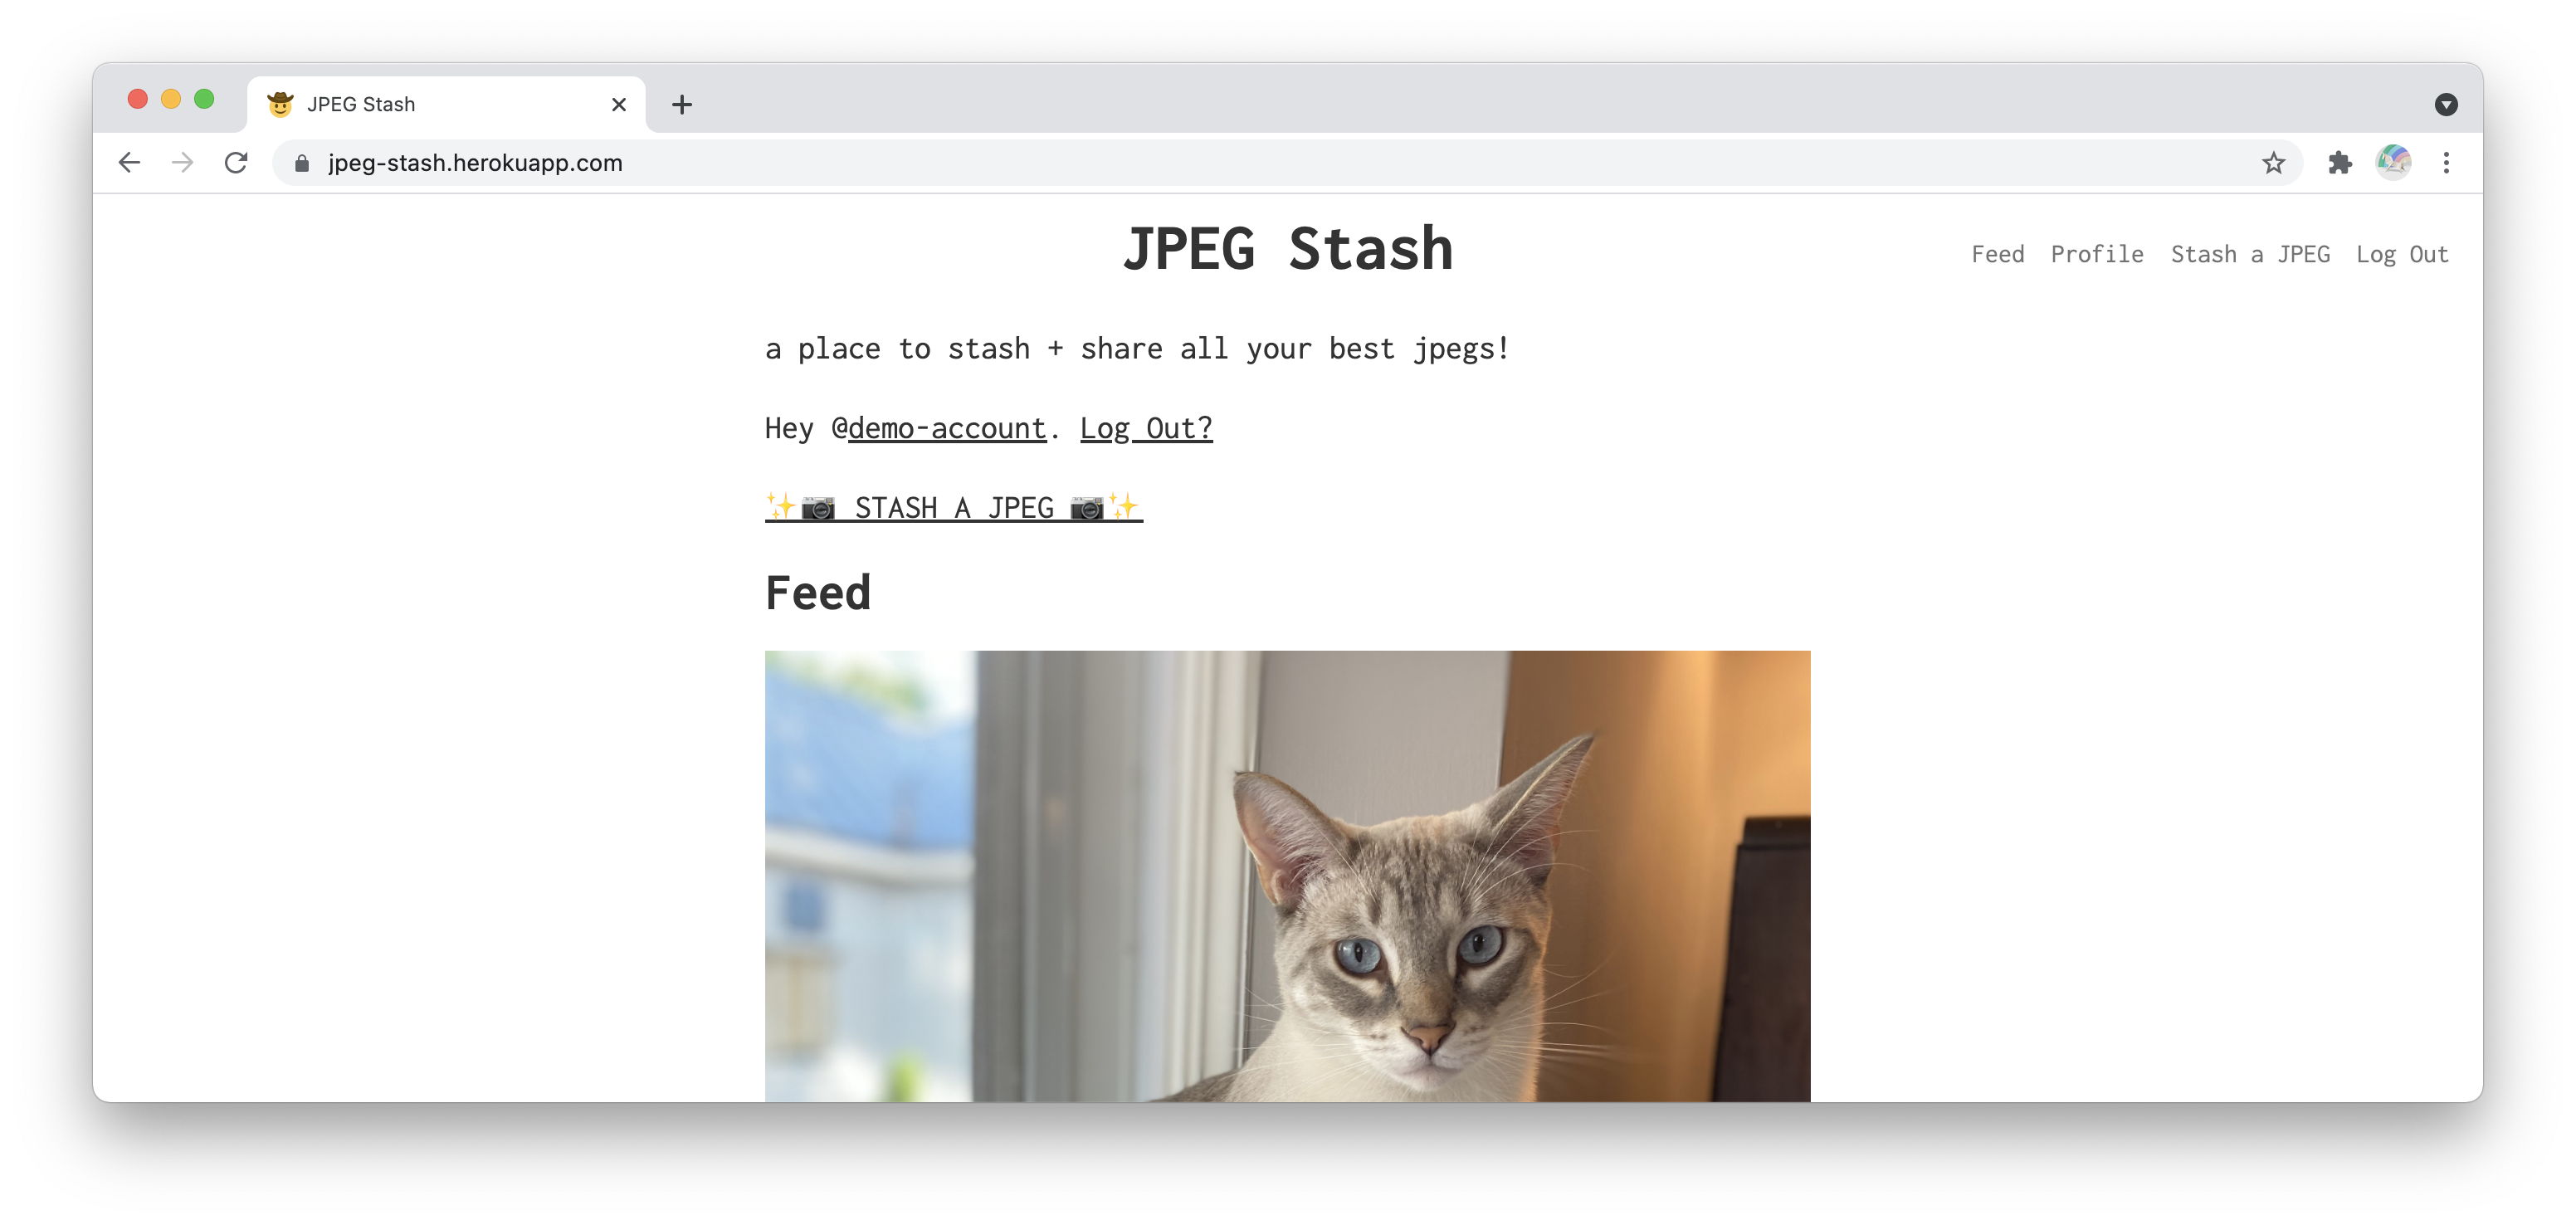 JPEG Stash
jpeg-stash.herokuapp.com
JPEG Stash
Feed Profile Stash a JPEG Log Out
a place to stash + share all your best jpegs!
Hey @demo-account. Log Out?
✨📷 STASH A JPEG 📷✨
Feed